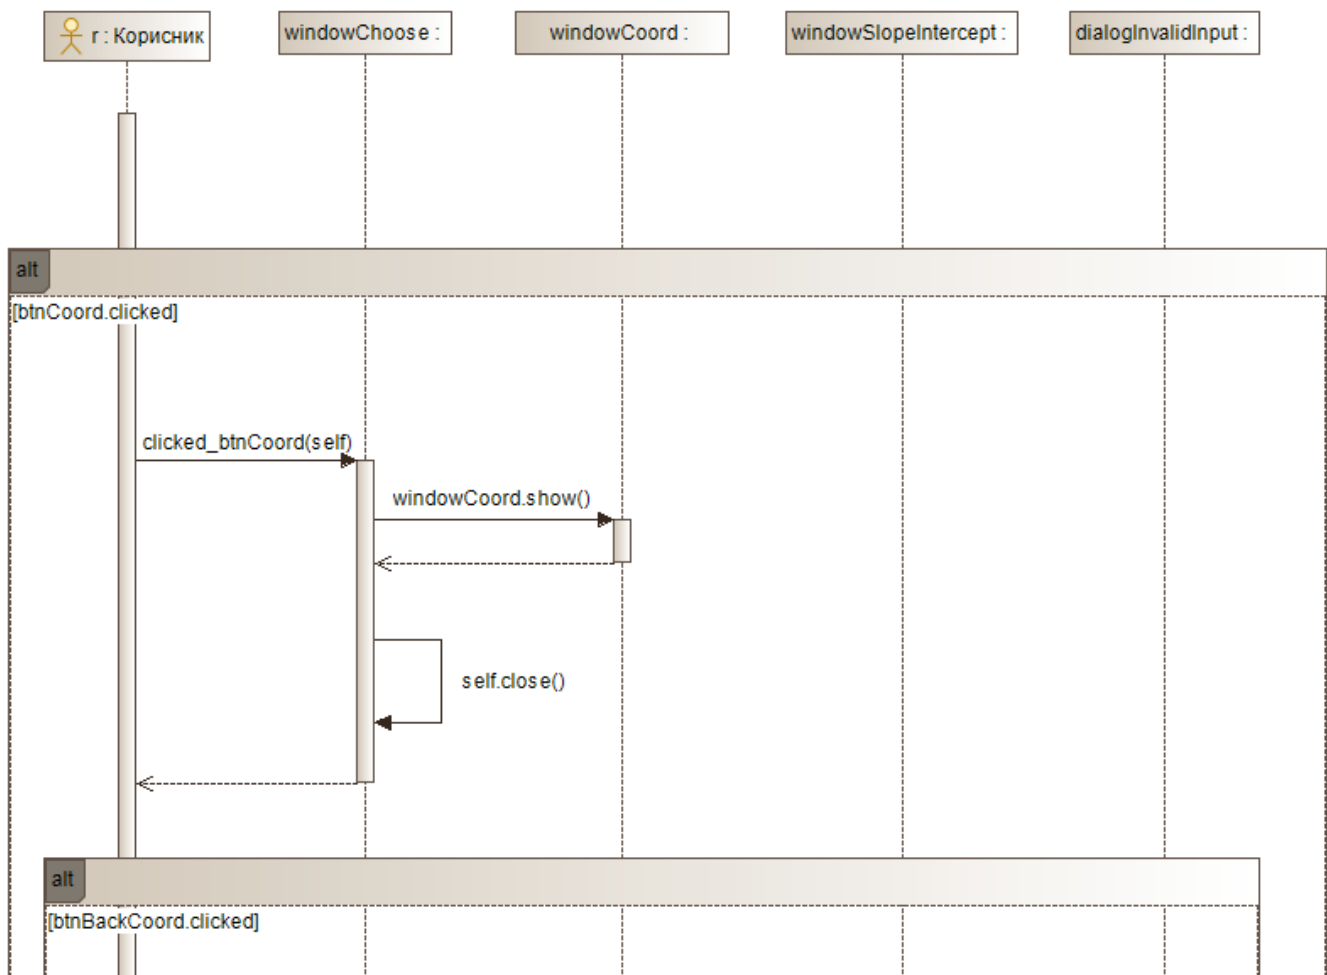 r : Корисник
windowChoose :
windowCoord :
windowSlopeIntercept :
dialogInvalidInput :
alt
[btnCoord.clicked]
clicked_btnCoord(self)
windowCoord.show()
self.close()
alt
[btnBackCoord.clicked]